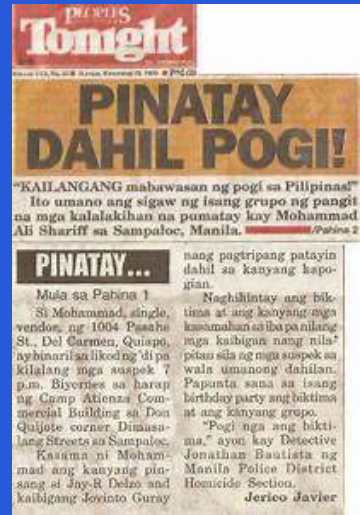 PEOPLE'S
Tonight
PINATAY
DAHIL POGI!
"KAILANGANG mabawasan ng pogi sa Pilipinas!"
Ito umano ang sigaw ng isang grupo ng pangit
na mga kalalakihan na pumatay kay Mohammad
Ali Shariff sa Sampaloc, Manila. /Pahina 2
PINATAY...
Mula sa Pahina 1
Si Mohammad, single,
vendor, ng 1004 Pasahe
St., Del Carmen, Quiapo,
ay binaril sa likod ng 'di pa
kilalang mga suspek 7
p.m. Biyernes sa harap
ng Camp Atienza Com-
mercial Building sa Don
Quijote corner Dimasa-
lang Streets sa Sampaloc.
Kasama ni Moham-
mad ang kanyang pin-
sang si Jay-R Delzo and
kaibigang Jovinto Guray
nang pagtripang patayin
dahil sa kanyang kapo-
gian.
Naghihintay ang bik-
tima at ang kanyang mga
kasamahan sa iba pa nilang
mga kaibigan nang nila-
pitan sila ng mga suspek sa
wala umanong dahilan.
Papunta sana sa isang
birthday party ang biktima
at ang kanyang grupo.
"Pogi nga ang bikti-
ma," ayon kay Detective
Jonathan Bautista ng
Manila Police District
Homicide Section.
Jerico Javier